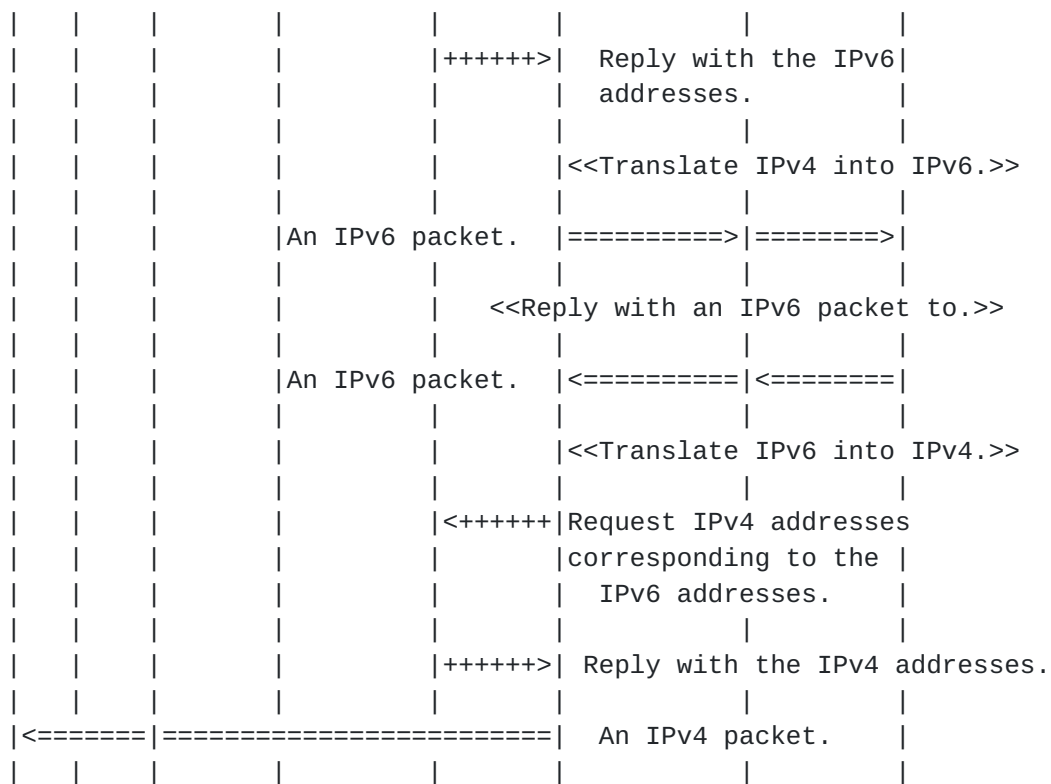 |   |    |       |         |       |           |         |
|   |    |       |         |++++++>|  Reply with the IPv6|
|   |    |       |         |       |  addresses.         |
|   |    |       |         |       |           |         |
|   |    |       |         |       |<<Translate IPv4 into IPv6.>>
|   |    |       |         |       |           |         |
|   |    |       |An IPv6 packet.  |==========>|========>|
|   |    |       |         |       |           |         |
|   |    |       |         |   <<Reply with an IPv6 packet to.>>
|   |    |       |         |       |           |         |
|   |    |       |An IPv6 packet.  |<==========|<========|
|   |    |       |         |       |           |         |
|   |    |       |         |       |<<Translate IPv6 into IPv4.>>
|   |    |       |         |       |           |         |
|   |    |       |         |<++++++|Request IPv4 addresses
|   |    |       |         |       |corresponding to the |
|   |    |       |         |       |  IPv6 addresses.    |
|   |    |       |         |       |           |         |
|   |    |       |         |++++++>| Reply with the IPv4 addresses.
|   |    |       |         |       |           |         |
|<=======|=========================|  An IPv4 packet.    |
|   |    |       |         |       |           |         |